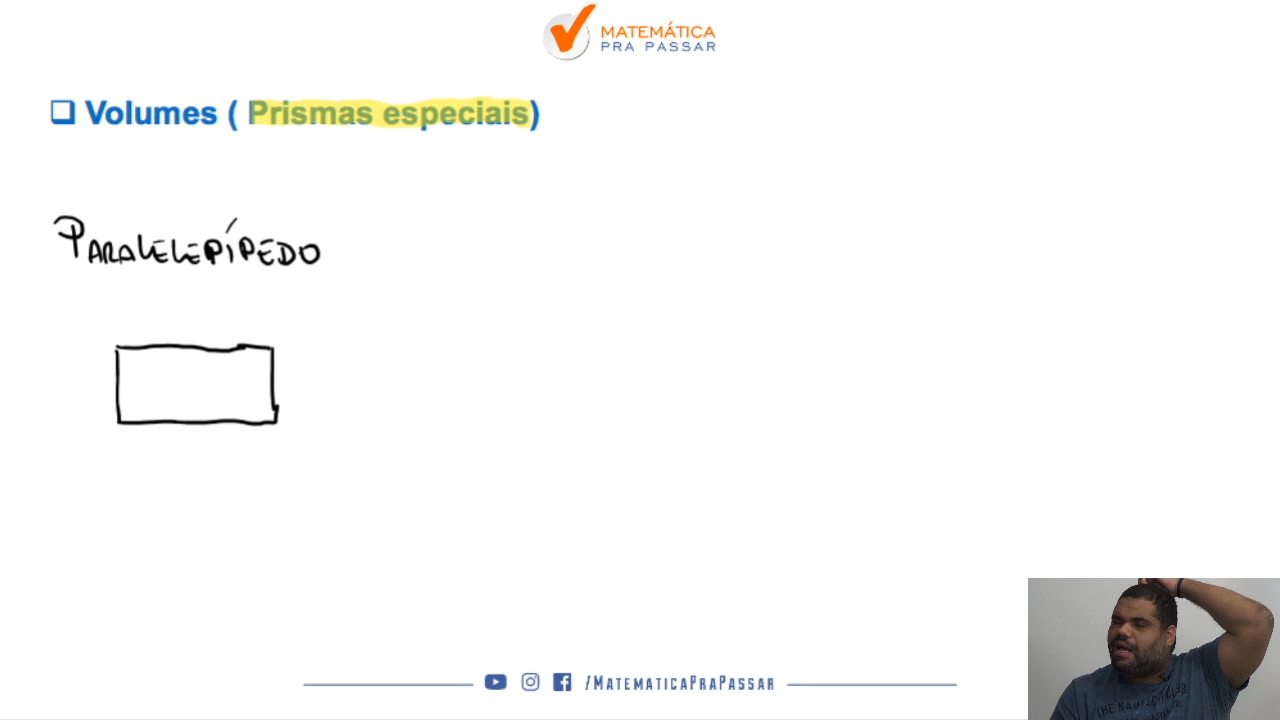 MATEMÁTICA
PRA PASSAR
Volumes ( Prismas especiais)
PARALELEPÍPEDO
/MATEMATICAPRAPASSAR